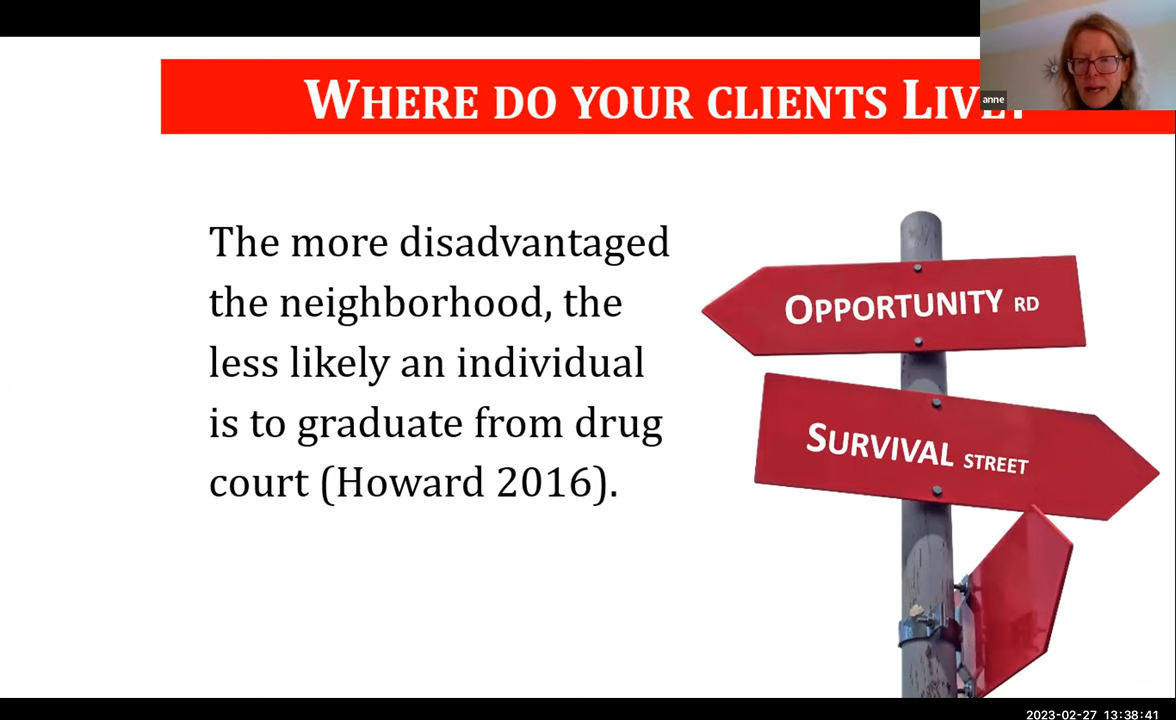 WHERE DO YOUR CLIENTS LIVE?
anne
The more disadvantaged
the neighborhood, the
less likely an individual
is to graduate from drug
court (Howard 2016).
OPPORTUNITY RD
SURVIVAL STREET
2023-02-27 13:38:41